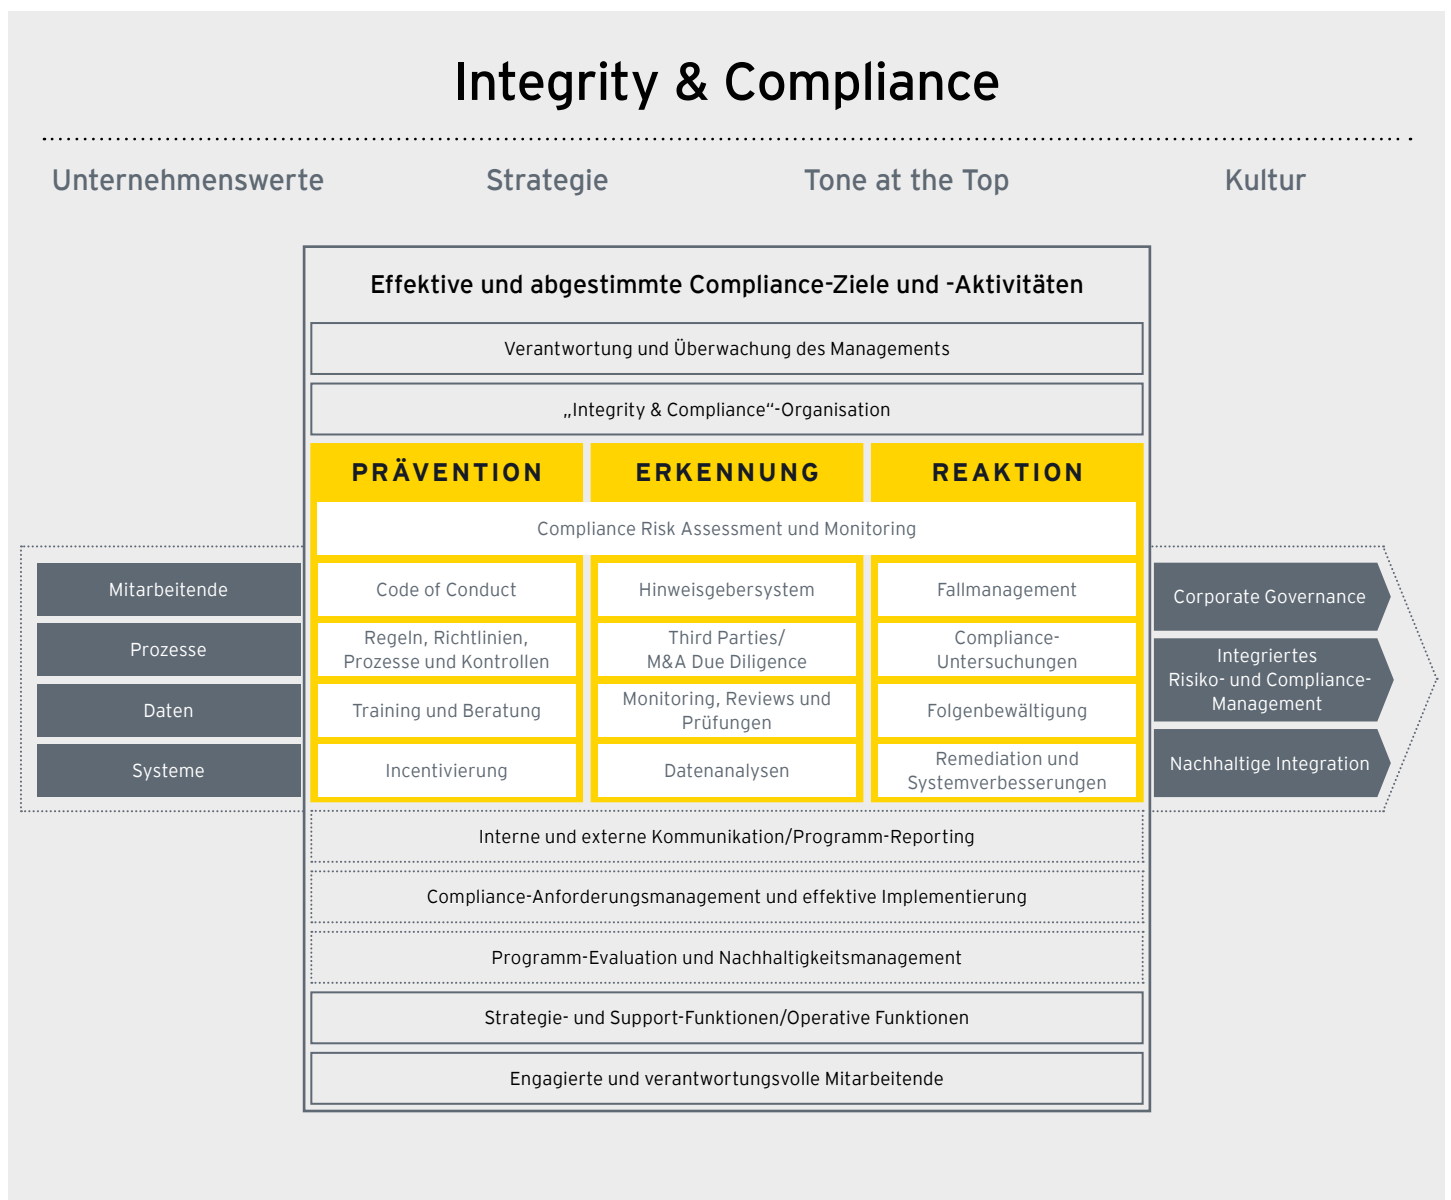 Integrity & Compliance
Unternehmenswerte
Strategie
Tone at the Top
Kultur
Effektive und abgestimmte Compliance-Ziele und -Aktivitäten
Verantwortung und Überwachung des Managements
„Integrity & Compliance“-Organisation
PRÄVENTION
ERKENNUNG
REAKTION
Compliance Risk Assessment und Monitoring
Mitarbeitende
Prozesse
Daten
Systeme
Code of Conduct
Regeln, Richtlinien,
Prozesse und Kontrollen
Training und Beratung
Incentivierung
Hinweisgebersystem
Third Parties/
M&A Due Diligence
Monitoring, Reviews und
Prüfungen
Datenanalysen
Fallmanagement
Compliance-
Untersuchungen
Folgenbewältigung
Remediation und
Systemverbesserungen
Corporate Governance
Integriertes
Risiko- und Compliance-
Management
Nachhaltige Integration
Interne und externe Kommunikation/Programm-Reporting
Compliance-Anforderungsmanagement und effektive Implementierung
Programm-Evaluation und Nachhaltigkeitsmanagement
Strategie- und Support-Funktionen/Operative Funktionen
Engagierte und verantwortungsvolle Mitarbeitende